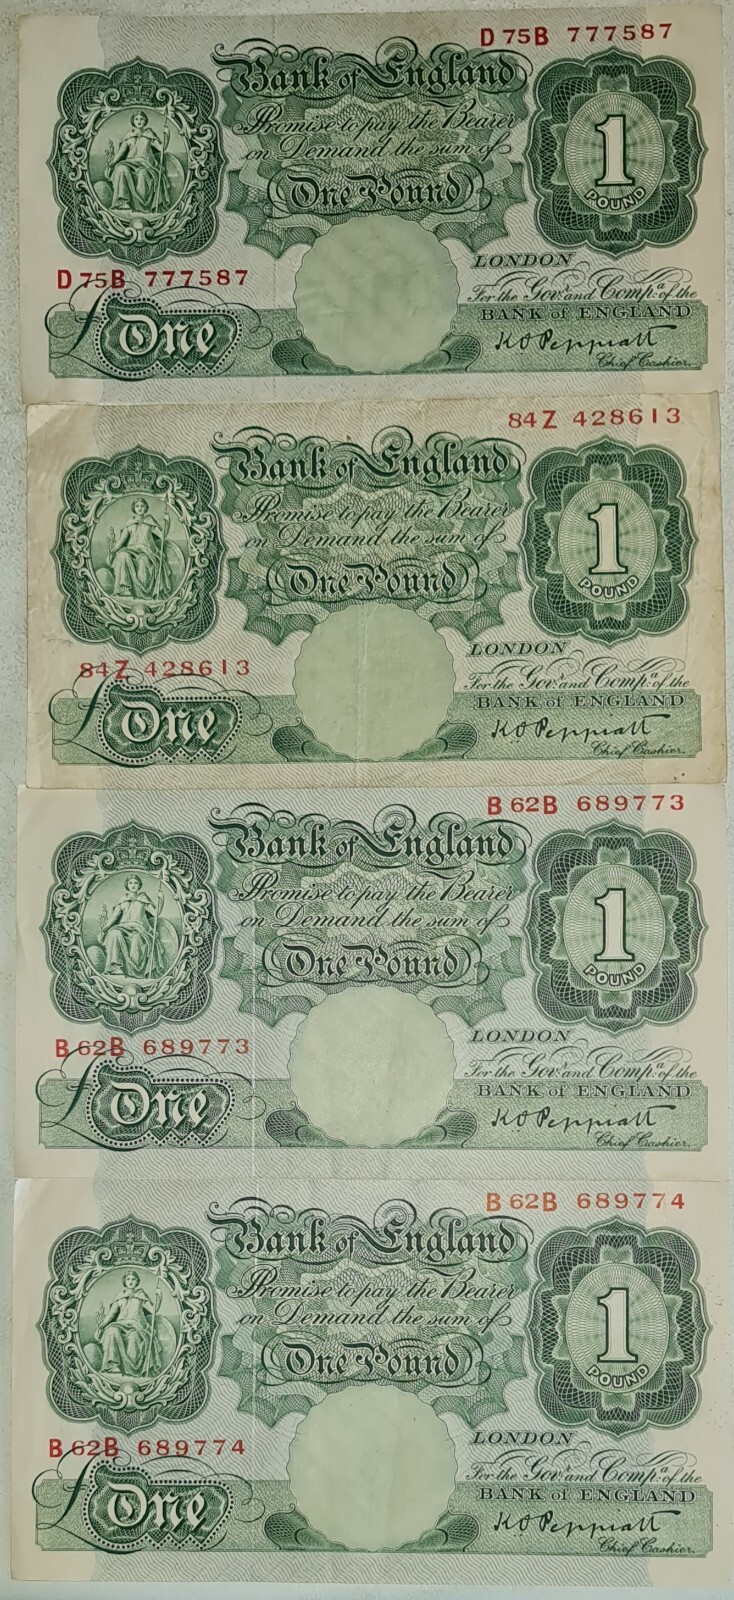 D 75B 777587
Bank of England
Promise to pay the Bearer
on Demand the sum of
One Pound
1
POUND
LONDON
D 75B 777587
For the Govr. and Compa. of the
BANK of ENGLAND
£ One
K O Peppiatt
Chief Cashier.
84Z 428613
Bank of England
Promise to pay the Bearer
on Demand the sum of
One Pound
1
POUND
LONDON
84Z 428613
For the Govr. and Compa. of the
BANK of ENGLAND
£ One
K O Peppiatt
Chief Cashier.
B 62B 689773
Bank of England
Promise to pay the Bearer
on Demand the sum of
One Pound
1
POUND
LONDON
B 62B 689773
For the Govr. and Compa. of the
BANK of ENGLAND
£ One
K O Peppiatt
Chief Cashier.
B 62B 689774
Bank of England
Promise to pay the Bearer
on Demand the sum of
One Pound
1
POUND
LONDON
B 62B 689774
For the Govr. and Compa. of the
BANK of ENGLAND
£ One
K O Peppiatt
Chief Cashier.